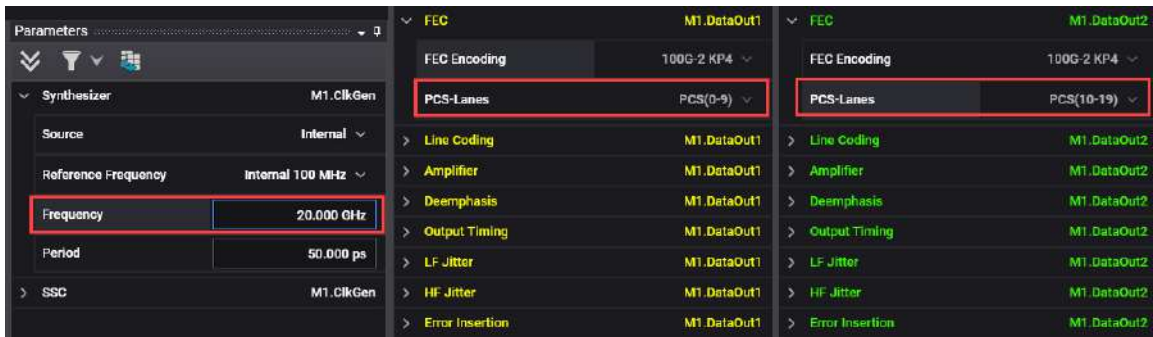 Parameters
Synthesizer M1.ClkGen
Source Internal
Reference Frequency Internal 100 MHz
Frequency 20.000 GHz
Period 50.000 ps
SSC M1.ClkGen
FEC M1.DataOut1
FEC Encoding 100G-2 KP4
PCS-Lanes PCS(0-9)
Line Coding M1.DataOut1
Amplifier M1.DataOut1
Deemphasis M1.DataOut1
Output Timing M1.DataOut1
LF Jitter M1.DataOut1
HF Jitter M1.DataOut1
Error Insertion M1.DataOut1
FEC M1.DataOut2
FEC Encoding 100G-2 KP4
PCS-Lanes PCS(10-19)
Line Coding M1.DataOut2
Amplifier M1.DataOut2
Deemphasis M1.DataOut2
Output Timing M1.DataOut2
LF Jitter M1.DataOut2
HF Jitter M1.DataOut2
Error Insertion M1.DataOut2